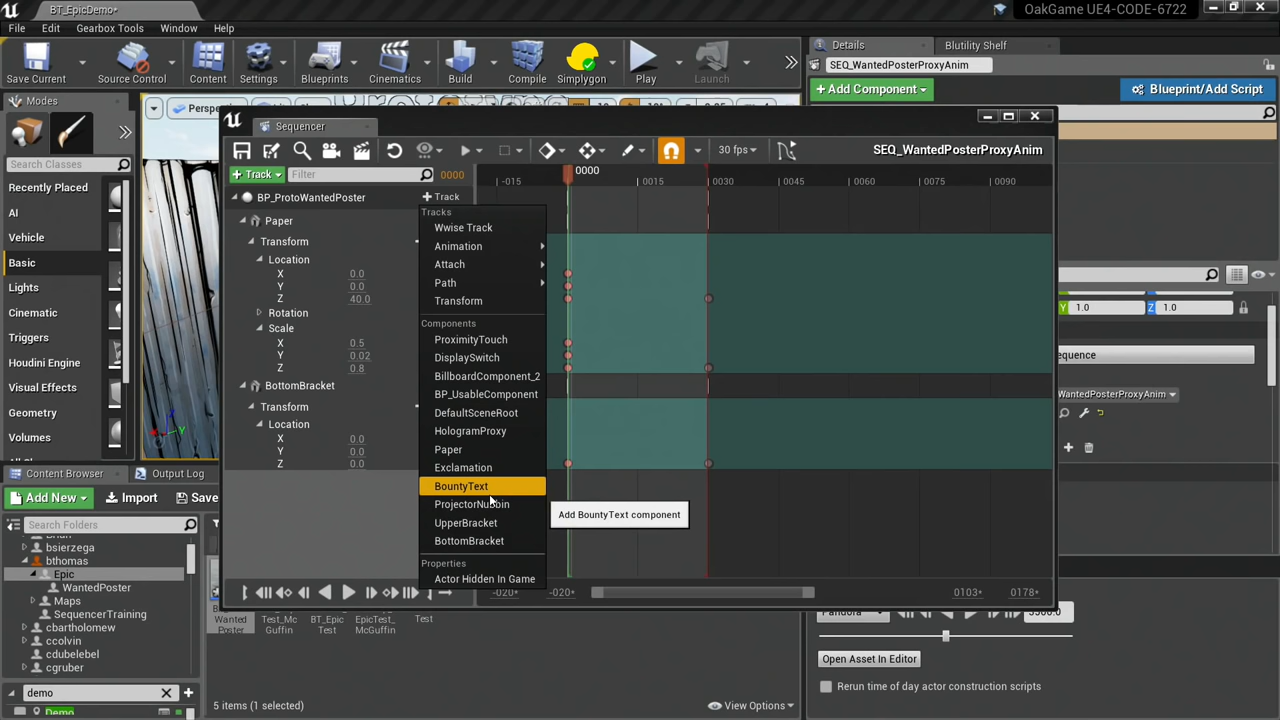 BT_EpicDemo*
OakGame UE4-CODE-6722
File Edit Gearbox Tools Window Help
Save Current Source Control Content Settings Blueprints Cinematics Build Compile Simplygon Play Launch
Modes
Search Classes
Recently Placed
AI
Vehicle
Basic
Lights
Cinematic
Triggers
Houdini Engine
Visual Effects
Geometry
Volumes
All Classes
Content Browser Output Log
Add New Import Save
Search Folders
bsierzega
bthomas
Epic
WantedPoster
Maps
SequencerTraining
cbartholomew
ccolvin
cdubelebel
cgruber
demo
Demo
Wanted
Poster
Test_Mc
Guffin
BT_Epic
Test
EpicTest_
McGuffin
Test
5 items (1 selected)
View Options
Sequencer
30 fps
SEQ_WantedPosterProxyAnim
Track Filter 0000
0000
-015 0015 0030 0045 0060 0075 0090
BP_ProtoWantedPoster Track
Paper
Transform
Location
X 0.0
Y 0.0
Z 40.0
Rotation
Scale
X 0.5
Y 0.02
Z 0.8
BottomBracket
Transform
Location
X 0.0
Y 0.0
Z 0.0
Tracks
Wwise Track
Animation
Attach
Path
Transform
Components
ProximityTouch
DisplaySwitch
BillboardComponent_2
BP_UsableComponent
DefaultSceneRoot
HologramProxy
Paper
Exclamation
BountyText
ProjectorNubbin
UpperBracket
BottomBracket
Properties
Actor Hidden In Game
Add BountyText component
-020* -020* 0103* 0178*
Details Blutility Shelf
SEQ_WantedPosterProxyAnim
Add Component Blueprint/Add Script
Y 1.0 Z 1.0
equence
WantedPosterProxyAnim
Pandora 3500.0
Open Asset In Editor
Rerun time of day actor construction scripts